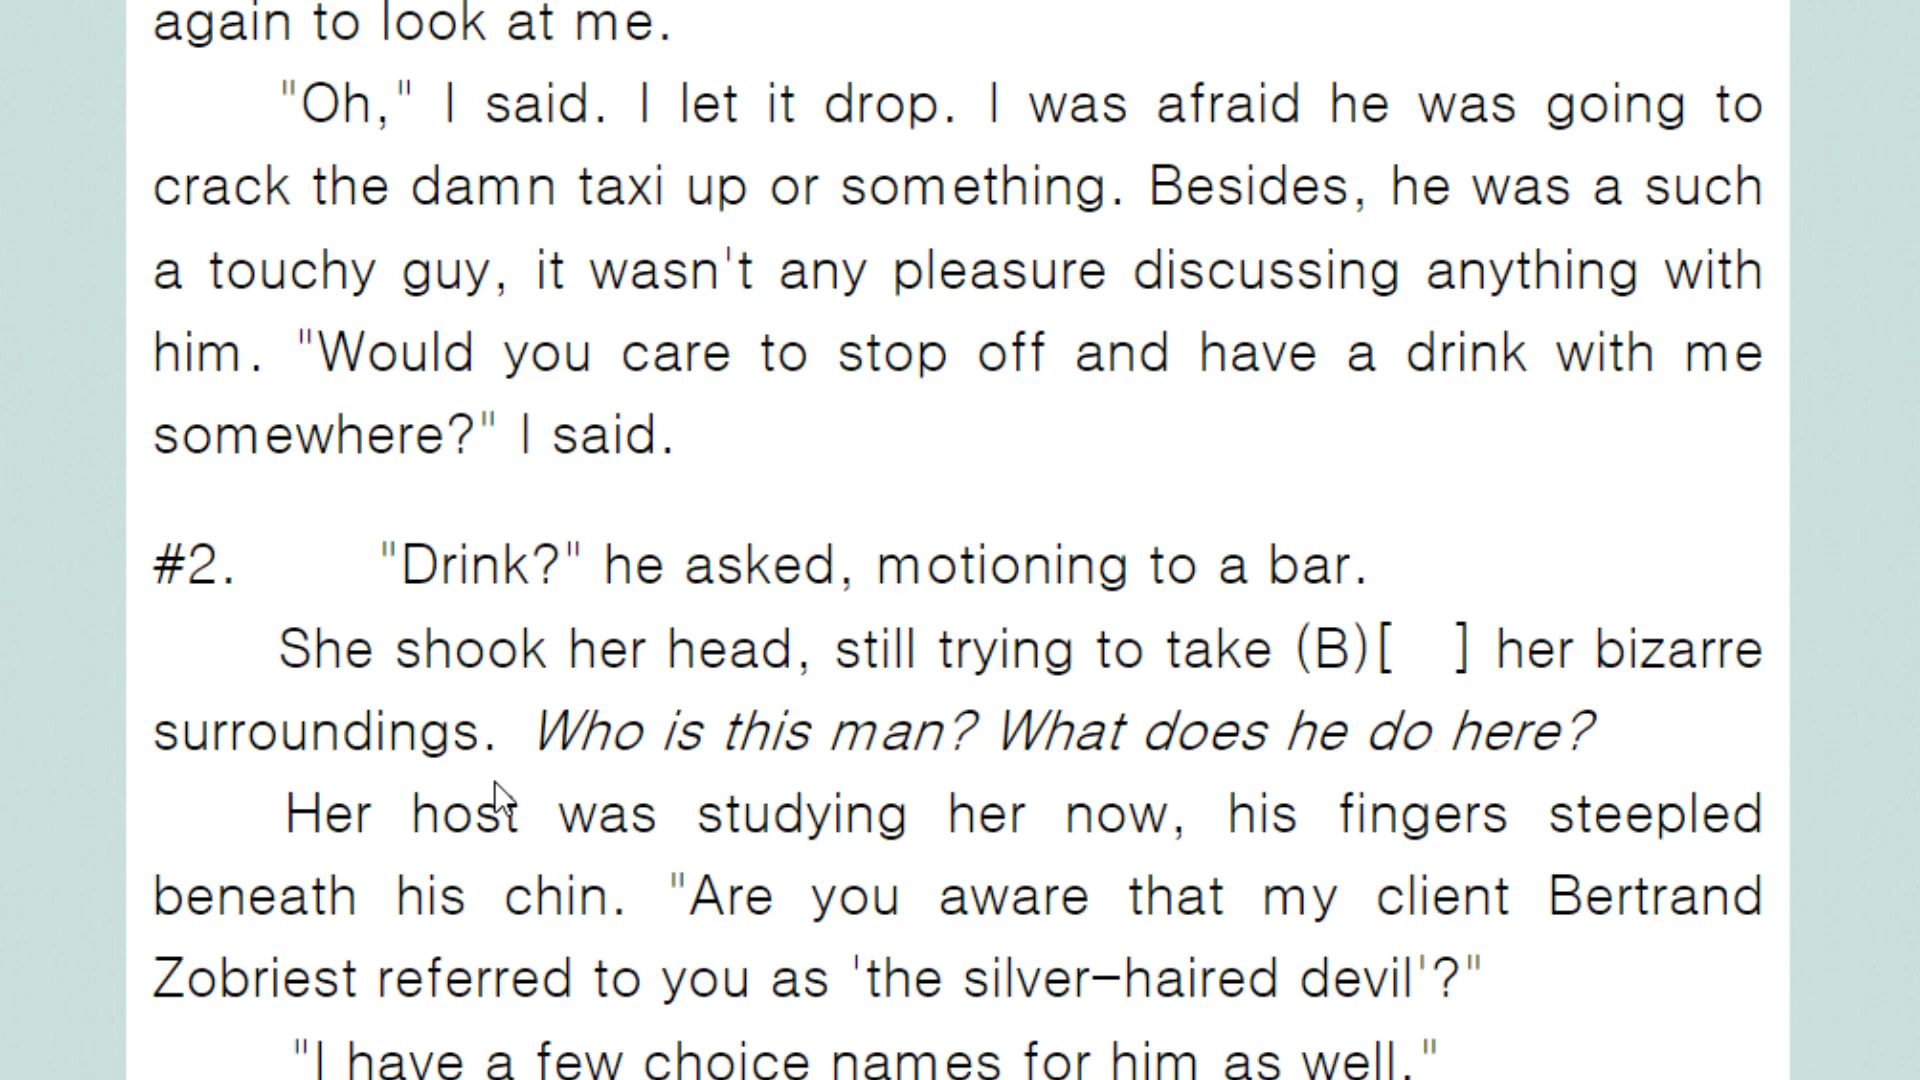 again to look at me.
"Oh," I said. I let it drop. I was afraid he was going to
crack the damn taxi up or something. Besides, he was a such
a touchy guy, it wasn't any pleasure discussing anything with
him. "Would you care to stop off and have a drink with me
somewhere?" I said.
#2. "Drink?" he asked, motioning to a bar.
She shook her head, still trying to take (B)[ ] her bizarre
surroundings. Who is this man? What does he do here?
Her host was studying her now, his fingers steepled
beneath his chin. "Are you aware that my client Bertrand
Zobriest referred to you as 'the silver-haired devil'?"
"I have a few choice names for him as well."